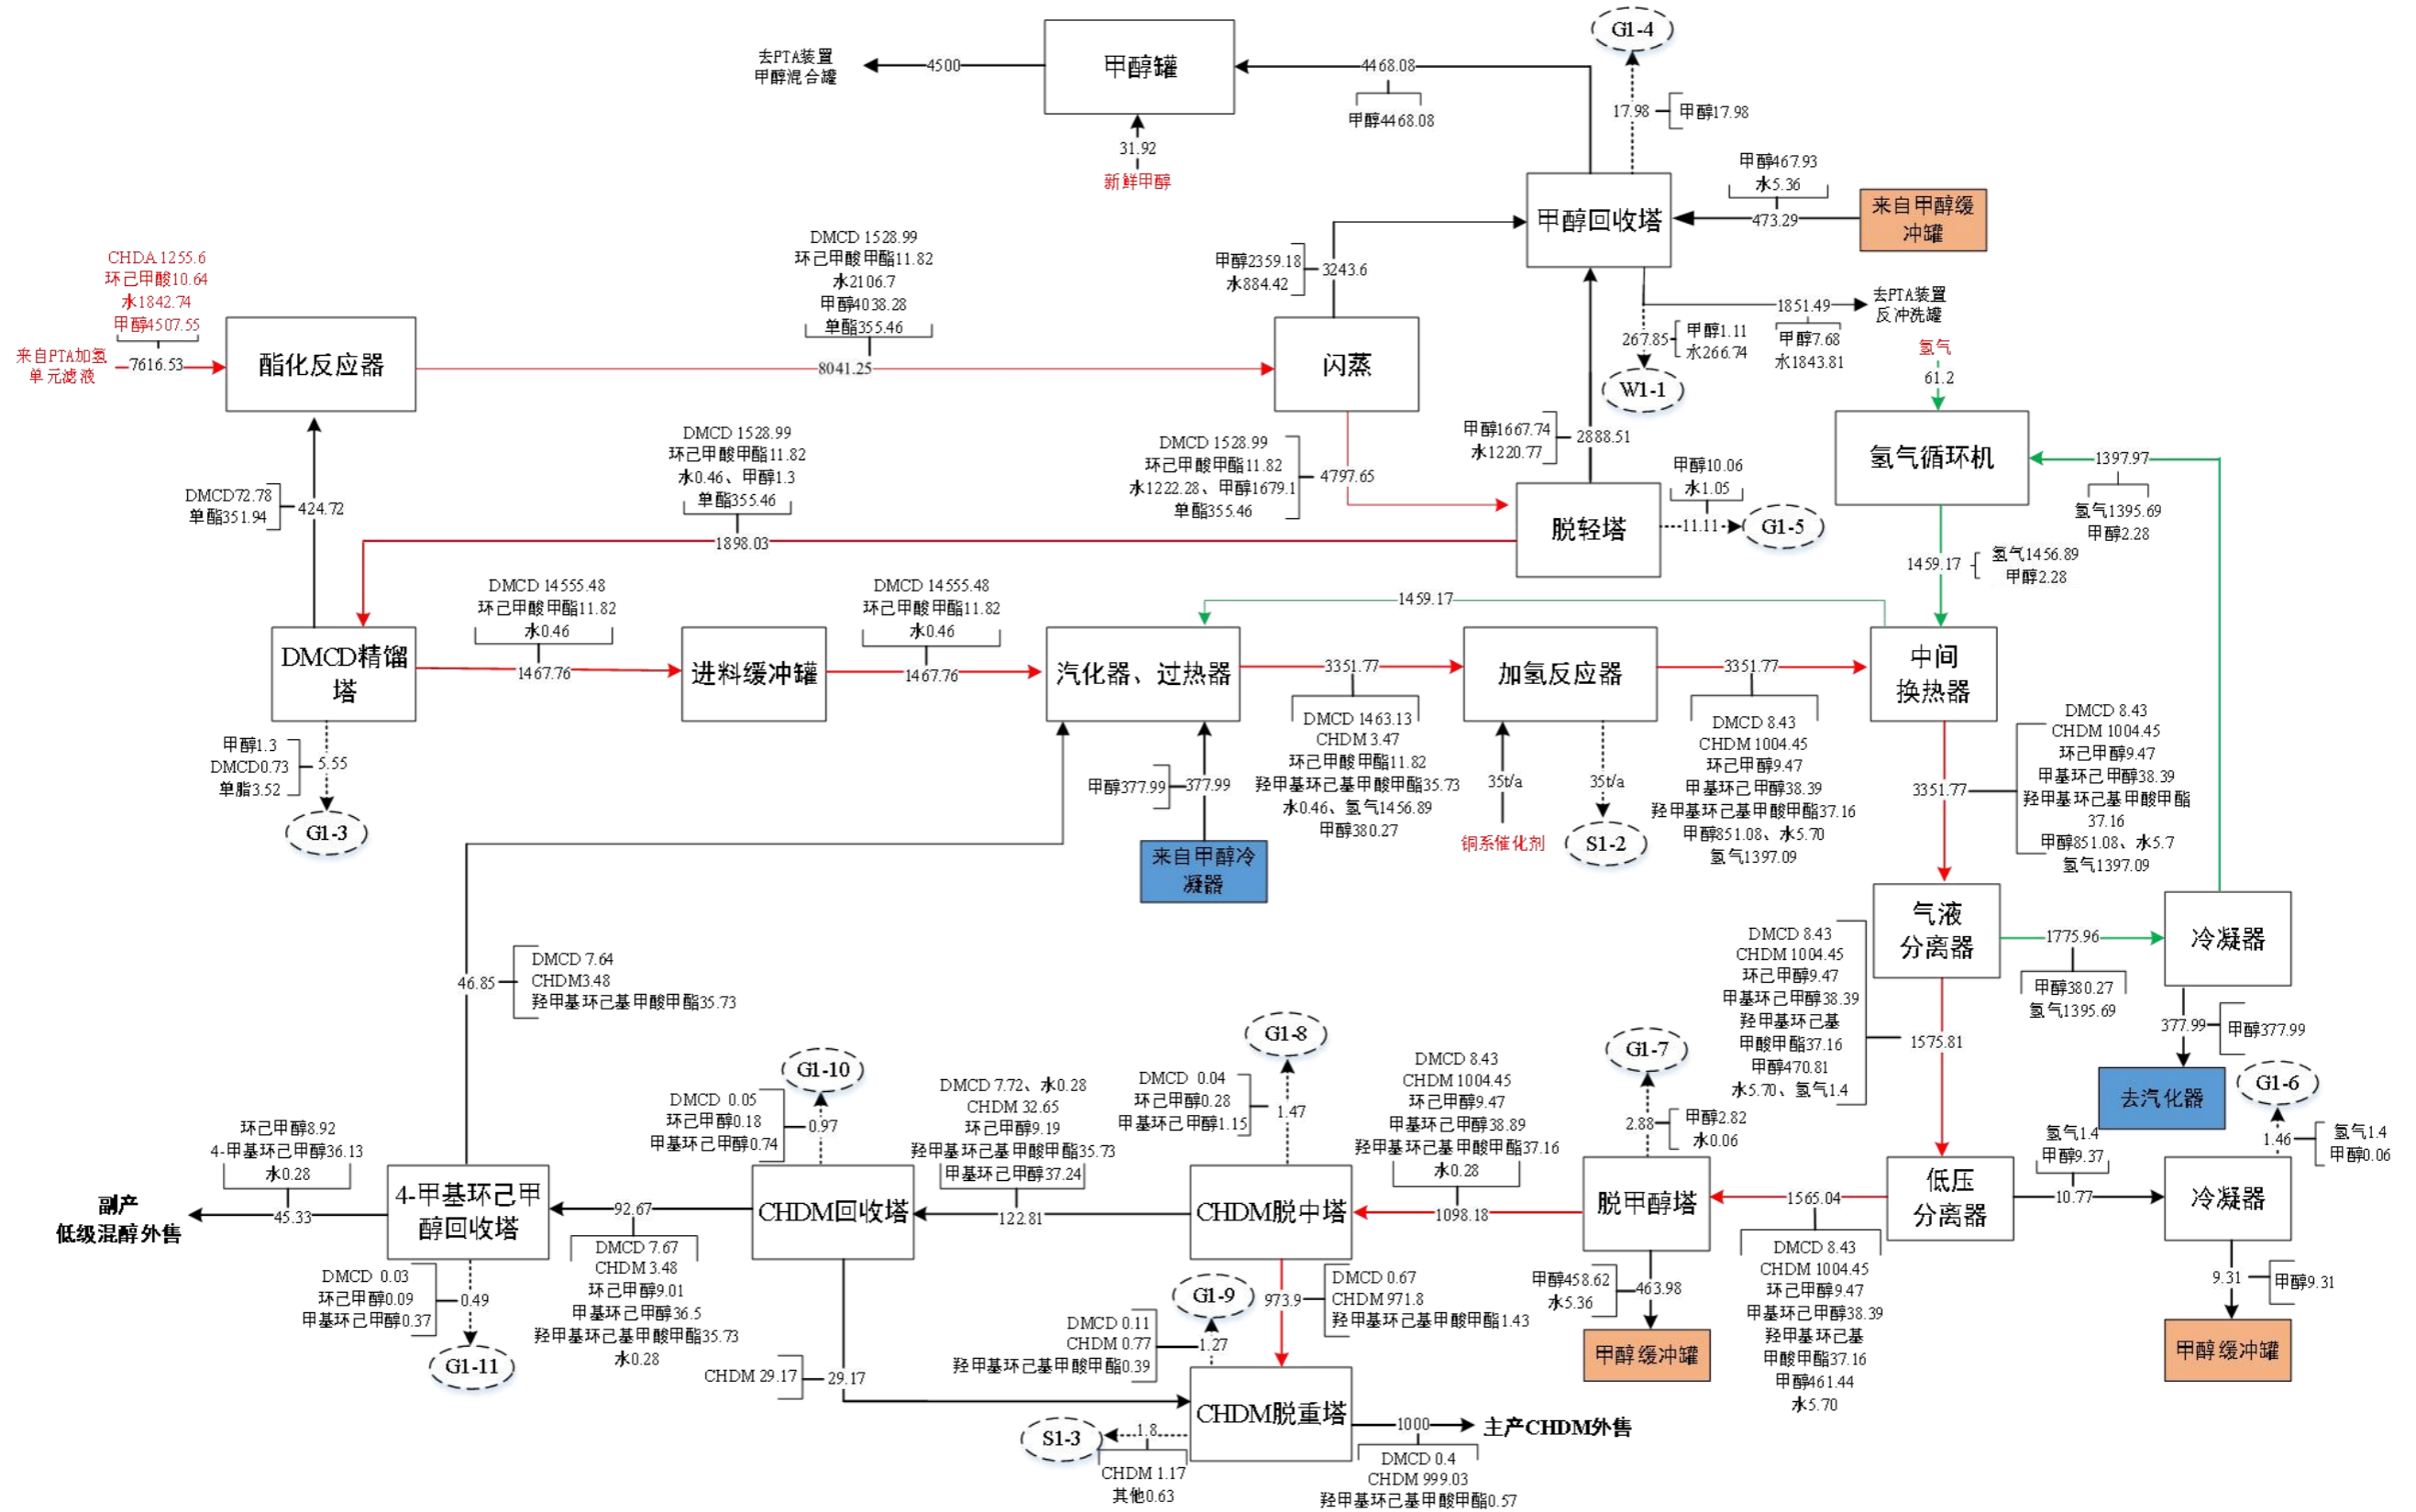 G1-4
去PTA装置
甲醇混合罐
4500
甲醇罐
4468.08
甲醇4468.08
17.98
甲醇17.98
31.92
新鲜甲醇
甲醇467.93
水5.36
473.29
来自甲醇缓
冲罐
甲醇回收塔
CHDA 1255.6
环己甲酸10.64
水1842.74
甲醇4507.55
来自PTA加氢
单元滤液
7616.53
酯化反应器
DMCD 1528.99
环己甲酸甲酯11.82
水2106.7
甲醇4038.28
单酯355.46
8041.25
甲醇2359.18
水884.42
3243.6
闪蒸
1851.49
去PTA装置
反冲洗罐
甲醇7.68
水1843.81
267.85
甲醇1.11
水266.74
W1-1
氢气
61.2
氢气循环机
1397.97
氢气1395.69
甲醇2.28
DMCD72.78
单酯351.94
424.72
DMCD 1528.99
环己甲酸甲酯11.82
水0.46、甲醇1.3
单酯355.46
1898.03
DMCD 1528.99
环己甲酸甲酯11.82
水1222.28、甲醇1679.1
单酯355.46
4797.65
甲醇1667.74
水1220.77
2888.51
脱轻塔
甲醇10.06
水1.05
11.11
G1-5
1459.17
氢气1456.89
甲醇2.28
DMCD精馏
塔
DMCD 14555.48
环己甲酸甲酯11.82
水0.46
1467.76
进料缓冲罐
DMCD 14555.48
环己甲酸甲酯11.82
水0.46
1467.76
1459.17
汽化器、过热器
3351.77
DMCD 1463.13
CHDM 3.47
环己甲酸甲酯11.82
羟甲基环己基甲酸甲酯35.73
水0.46、氢气1456.89
甲醇380.27
加氢反应器
3351.77
DMCD 8.43
CHDM 1004.45
环己甲醇9.47
甲基环己甲醇38.39
羟甲基环己基甲酸甲酯37.16
甲醇851.08、水5.70
氢气1397.09
中间
换热器
3351.77
DMCD 8.43
CHDM 1004.45
环己甲醇9.47
甲基环己甲醇38.39
羟甲基环己基甲酸甲酯
37.16
甲醇851.08、水5.7
氢气1397.09
甲醇1.3
DMCD0.73
单脂3.52
5.55
G1-3
甲醇377.99
377.99
来自甲醇冷
凝器
35t/a
铜系催化剂
35t/a
S1-2
46.85
DMCD 7.64
CHDM3.48
羟甲基环己基甲酸甲酯35.73
气液
分离器
1775.96
甲醇380.27
氢气1395.69
冷凝器
377.99
甲醇377.99
去汽化器
DMCD 8.43
CHDM 1004.45
环己甲醇9.47
甲基环己甲醇38.39
羟甲基环己基
甲酸甲酯37.16
甲醇470.81
水5.70、氢气1.4
1575.81
G1-6
1.46
氢气1.4
甲醇0.06
氢气1.4
甲醇9.37
10.77
冷凝器
9.31
甲醇9.31
甲醇缓冲罐
低压
分离器
1565.04
DMCD 8.43
CHDM 1004.45
环己甲醇9.47
甲基环己甲醇38.39
羟甲基环己基
甲酸甲酯37.16
甲醇461.44
水5.70
G1-7
2.88
甲醇2.82
水0.06
脱甲醇塔
甲醇458.62
水5.36
463.98
甲醇缓冲罐
DMCD 8.43
CHDM 1004.45
环己甲醇9.47
甲基环己甲醇38.89
羟甲基环己基甲酸甲酯37.16
水0.28
1098.18
G1-8
DMCD 0.04
环己甲醇0.28
甲基环己甲醇1.15
1.47
CHDM脱中塔
973.9
DMCD 0.67
CHDM 971.8
羟甲基环己基甲酸甲酯1.43
DMCD 7.72、水0.28
CHDM 32.65
环己甲醇9.19
羟甲基环己基甲酸甲酯35.73
甲基环己甲醇37.24
122.81
G1-10
DMCD 0.05
环己甲醇0.18
甲基环己甲醇0.74
0.97
CHDM回收塔
92.67
DMCD 7.67
CHDM 3.48
环己甲醇9.01
甲基环己甲醇36.5
羟甲基环己基甲酸甲酯35.73
水0.28
4-甲基环己甲
醇回收塔
环己甲醇8.92
4-甲基环己甲醇36.13
水0.28
45.33
副产
低级混醇外售
DMCD 0.03
环己甲醇0.09
甲基环己甲醇0.37
0.49
G1-11
CHDM 29.17
29.17
G1-9
DMCD 0.11
CHDM 0.77
羟甲基环己基甲酸甲酯0.39
1.27
CHDM脱重塔
S1-3
1.8
CHDM 1.17
其他0.63
1000
主产CHDM外售
DMCD 0.4
CHDM 999.03
羟甲基环己基甲酸甲酯0.57